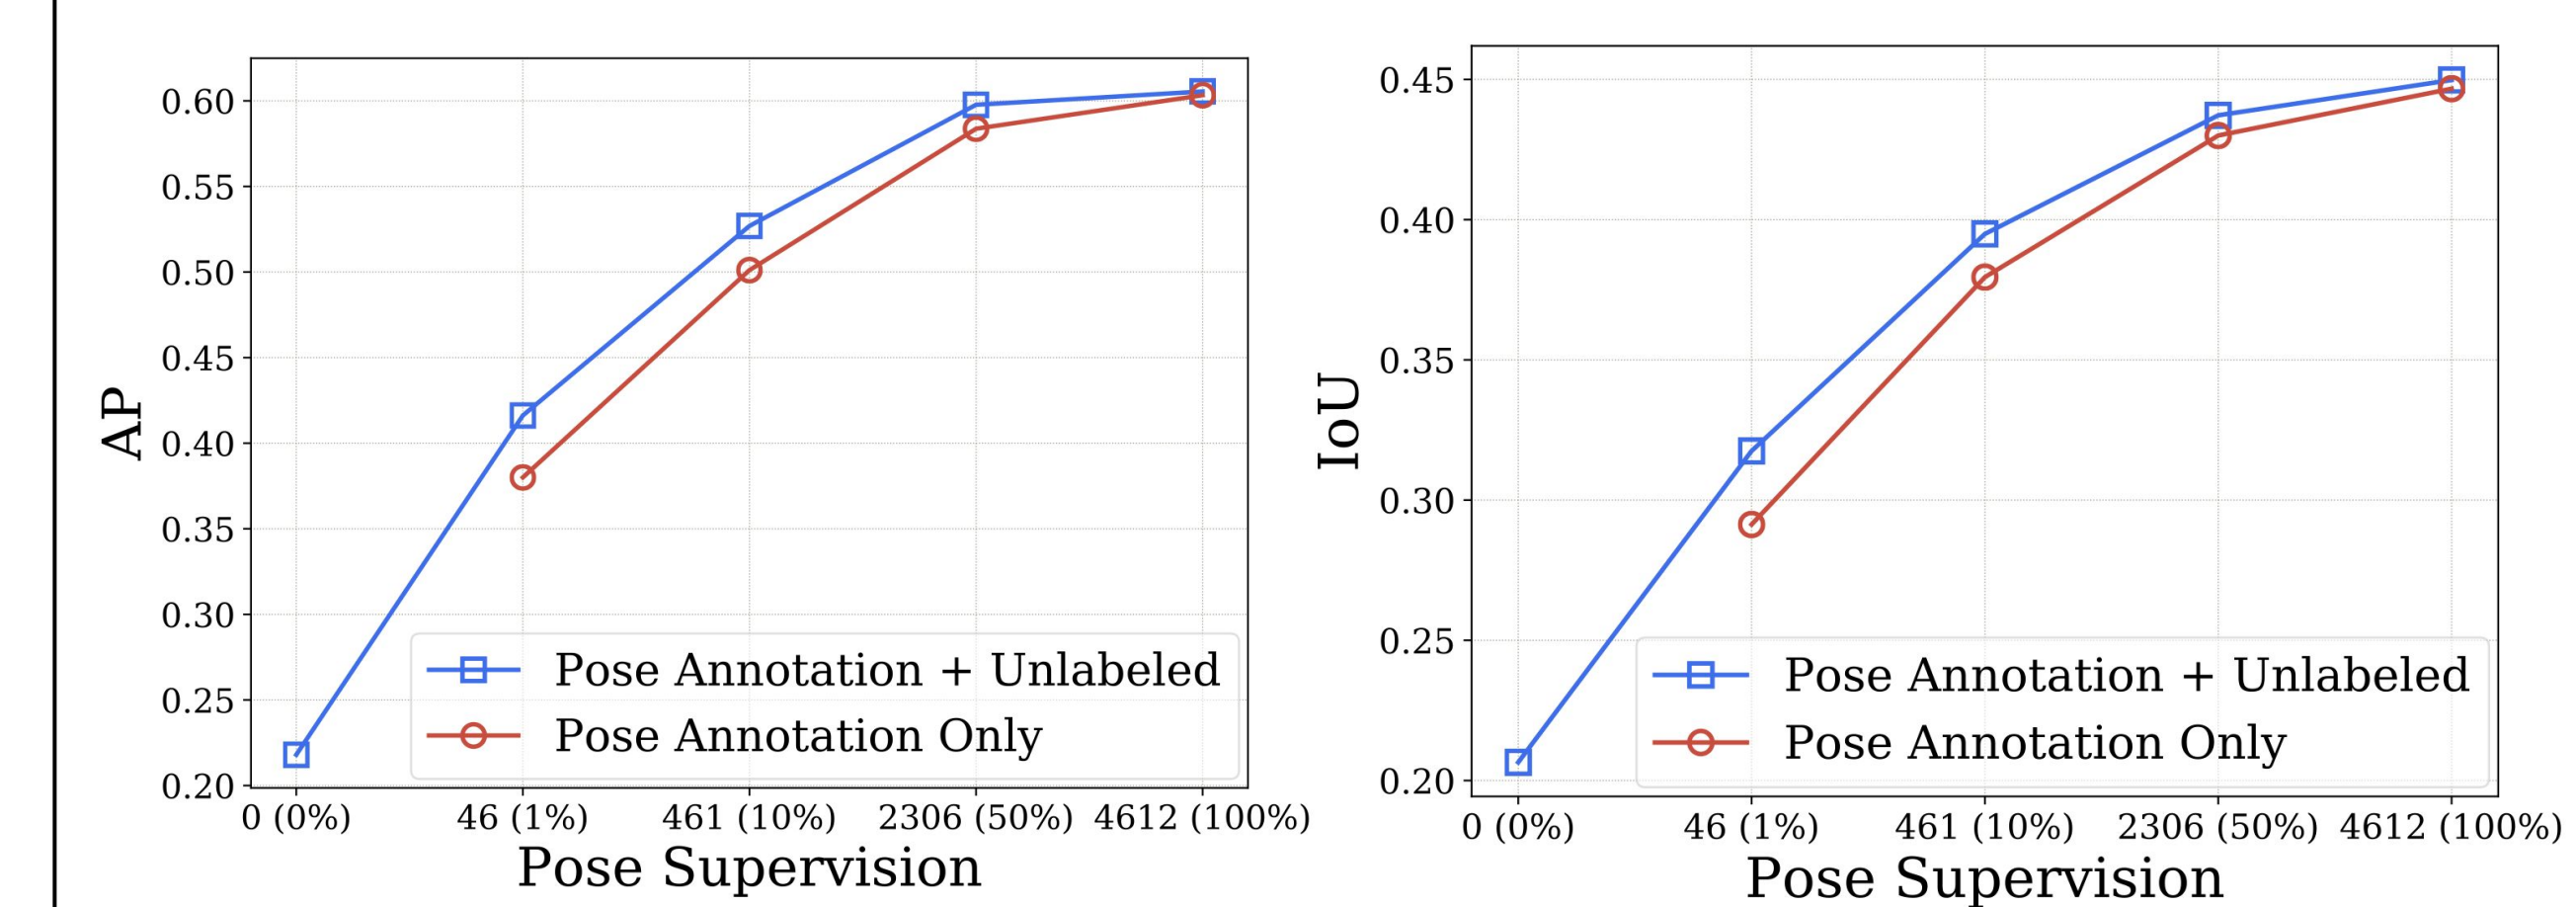 AP
0.60
0.55
0.50
0.45
0.40
0.35
0.30
0.25
0.20
Pose Annotation + Unlabeled
Pose Annotation Only
0 (0%) 46 (1%) 461 (10%) 2306 (50%) 4612 (100%)
Pose Supervision
IoU
0.45
0.40
0.35
0.30
0.25
0.20
Pose Annotation + Unlabeled
Pose Annotation Only
0 (0%) 46 (1%) 461 (10%) 2306 (50%) 4612 (100%)
Pose Supervision